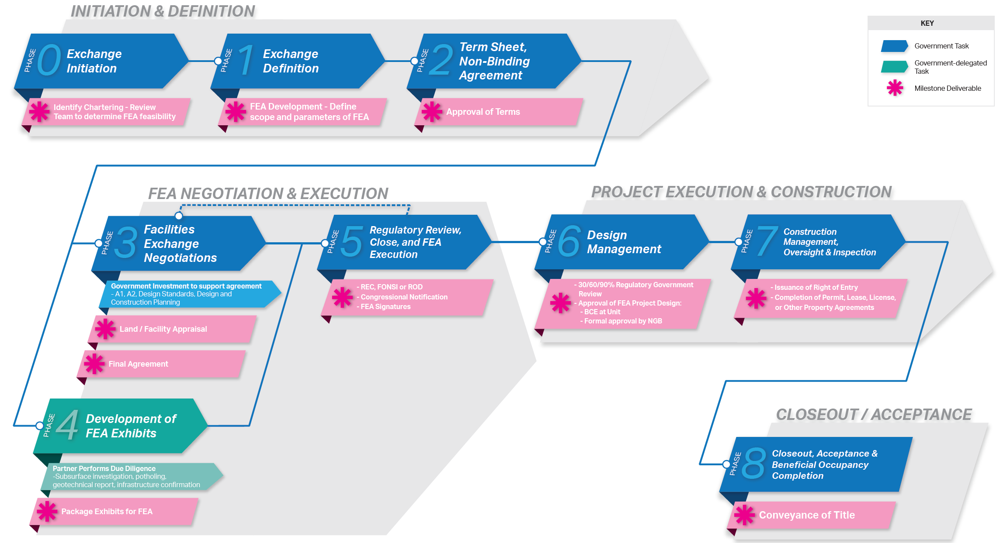 INITIATION & DEFINITION
PHASE 0
Exchange
Initiation
Identify Chartering - Review
Team to determine FEA feasibility
PHASE 1
Exchange
Definition
FEA Development - Define
scope and parameters of FEA
PHASE 2
Term Sheet,
Non-Binding
Agreement
Approval of Terms
KEY
Government Task
Government-delegated
Task
Milestone Deliverable
FEA NEGOTIATION & EXECUTION
PHASE 3
Facilities
Exchange
Negotiations
Government Investment to support agreement
- A1, A2, Design Standards, Design and
Construction Planning
Land / Facility Appraisal
Final Agreement
PHASE 4
Development of
FEA Exhibits
Partner Performs Due Diligence
-Subsurface investigation, potholing,
geotechnical report, infrastructure confirmation
Package Exhibits for FEA
PHASE 5
Regulatory Review,
Close, and FEA
Execution
- REC, FONSI or ROD
- Congressional Notification
- FEA Signatures
PROJECT EXECUTION & CONSTRUCTION
PHASE 6
Design
Management
- 30/60/90% Regulatory Government
Review
- Approval of FEA Project Design:
- BCE at Unit
- Formal approval by NGB
PHASE 7
Construction
Management,
Oversight & Inspection
- Issuance of Right of Entry
- Completion of Permit, Lease, License,
or Other Property Agreements
CLOSEOUT / ACCEPTANCE
PHASE 8
Closeout, Acceptance &
Beneficial Occupancy
Completion
Conveyance of Title